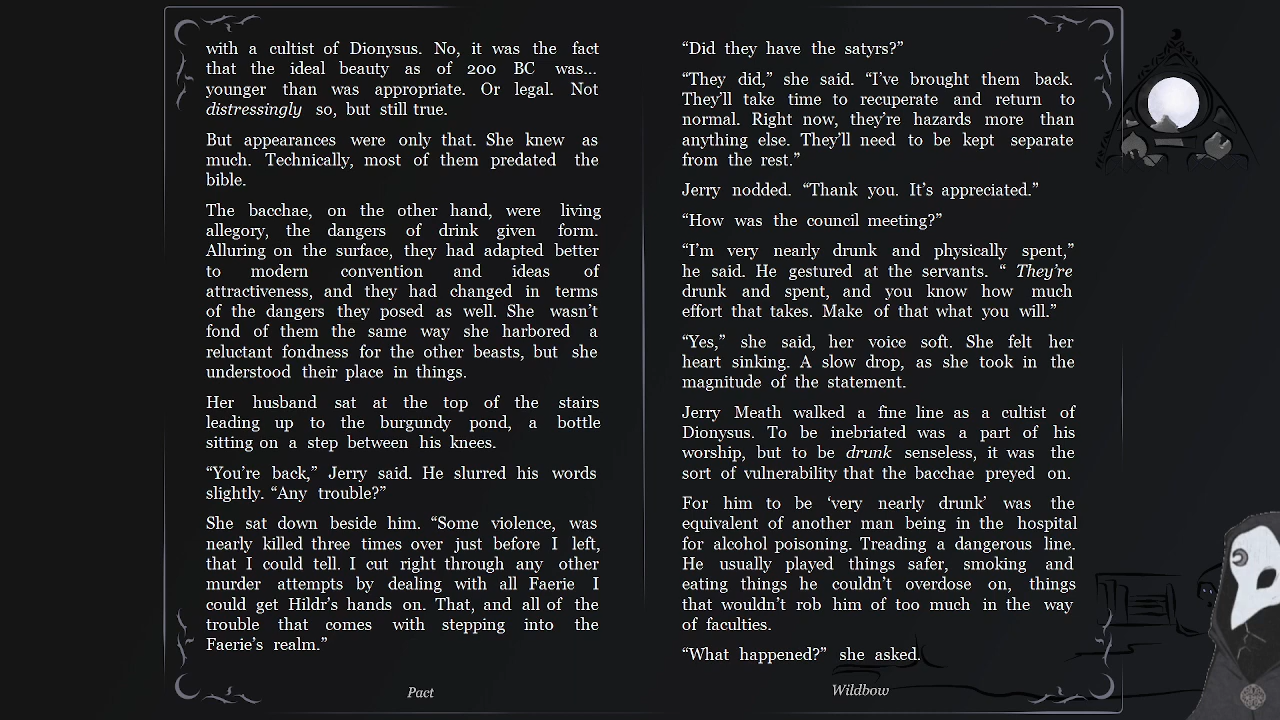 with a cultist of Dionysus. No, it was the fact
that the ideal beauty as of 200 BC was...
younger than was appropriate. Or legal. Not
distressingly so, but still true.
But appearances were only that. She knew as
much. Technically, most of them predated the
bible.
The bacchae, on the other hand, were living
allegory, the dangers of drink given form.
Alluring on the surface, they had adapted better
to modern convention and ideas of
attractiveness, and they had changed in terms
of the dangers they posed as well. She wasn't
fond of them the same way she harbored a
reluctant fondness for the other beasts, but she
understood their place in things.
Her husband sat at the top of the stairs
leading up to the burgundy pond, a bottle
sitting on a step between his knees.
“You're back,” Jerry said. He slurred his words
slightly. “Any trouble?”
She sat down beside him. “Some violence, was
nearly killed three times over just before I left,
that I could tell. I cut right through any other
murder attempts by dealing with all Faerie I
could get Hildr's hands on. That, and all of the
trouble that comes with stepping into the
Faerie's realm.”
Pact
“Did they have the satyrs?”
“They did,” she said. “I've brought them back.
They'll take time to recuperate and return to
normal. Right now, they're hazards more than
anything else. They'll need to be kept separate
from the rest.”
Jerry nodded. “Thank you. It's appreciated.”
“How was the council meeting?”
“I'm very nearly drunk and physically spent,”
he said. He gestured at the servants. “ They're
drunk and spent, and you know how much
effort that takes. Make of that what you will.”
“Yes,” she said, her voice soft. She felt her
heart sinking. A slow drop, as she took in the
magnitude of the statement.
Jerry Meath walked a fine line as a cultist of
Dionysus. To be inebriated was a part of his
worship, but to be drunk senseless, it was the
sort of vulnerability that the bacchae preyed on.
For him to be ‘very nearly drunk’ was the
equivalent of another man being in the hospital
for alcohol poisoning. Treading a dangerous line.
He usually played things safer, smoking and
eating things he couldn't overdose on, things
that wouldn't rob him of too much in the way
of faculties.
“What happened?” she asked.
Wildbow